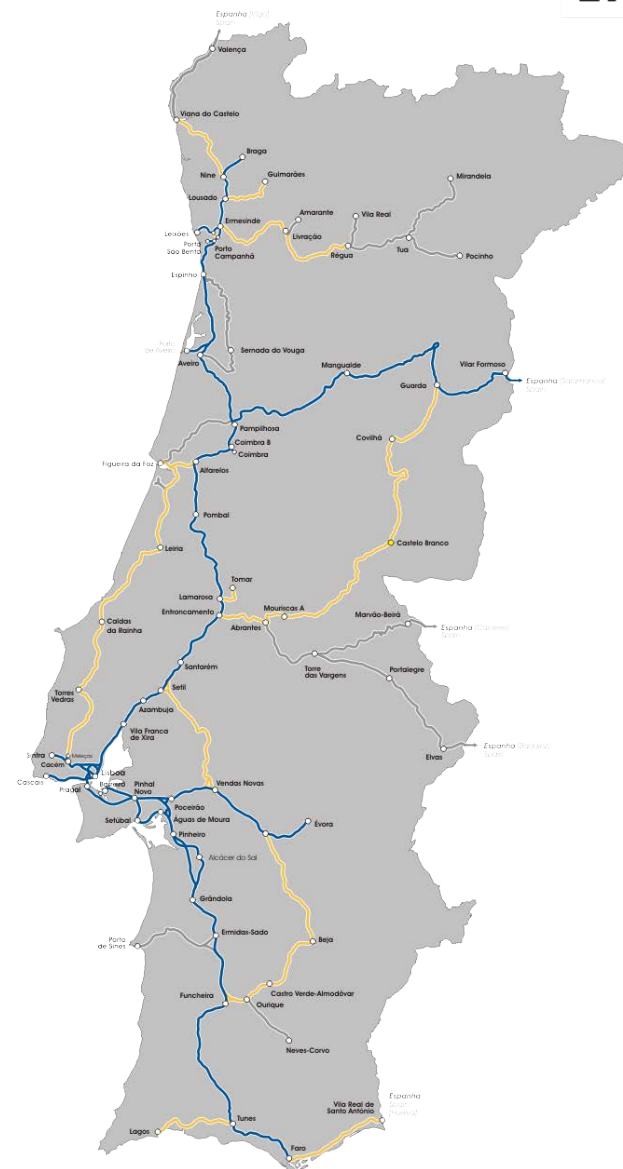 Espanha (Vigo)
Spain
Valença
Viana do Castelo
Braga
Nine
Guimarães
Mirandela
Lousado
Amarante
Vila Real
Ermesinde
Leixões
Livração
Porto
São Bento
Porto
Campanhã
Régua
Tua
Pocinho
Espinho
Porto
de Aveiro
Sernada do Vouga
Aveiro
Mangualde
Vilar Formoso
Guarda
Espanha (Salamanca)
Spain
Pampilhosa
Covilhã
Coimbra B
Coimbra
Figueira da Foz
Alfarelos
Pombal
Castelo Branco
Leiria
Tomar
Lamarosa
Mouriscas A
Entroncamento
Abrantes
Marvão-Beirã
Espanha (Cáceres)
Spain
Caldas
da Rainha
Santarém
Torre
das Vargens
Portalegre
Setil
Torres
Vedras
Azambuja
Vila Franca
de Xira
Elvas
Espanha (Badajoz)
Spain
Sintra
Meleças
Cacém
Lisboa
Cascais
Barreiro
Pragal
Pinhal
Novo
Vendas Novas
Poceirão
Setúbal
Águas de Moura
Évora
Pinheiro
Alcácer do Sal
Grândola
Ermidas-Sado
Porto
de Sines
Beja
Castro Verde-Almodôvar
Funcheira
Ourique
Neves-Corvo
Espanha
Spain
(Huelva)
Vila Real de
Santo António
Tunes
Lagos
Faro